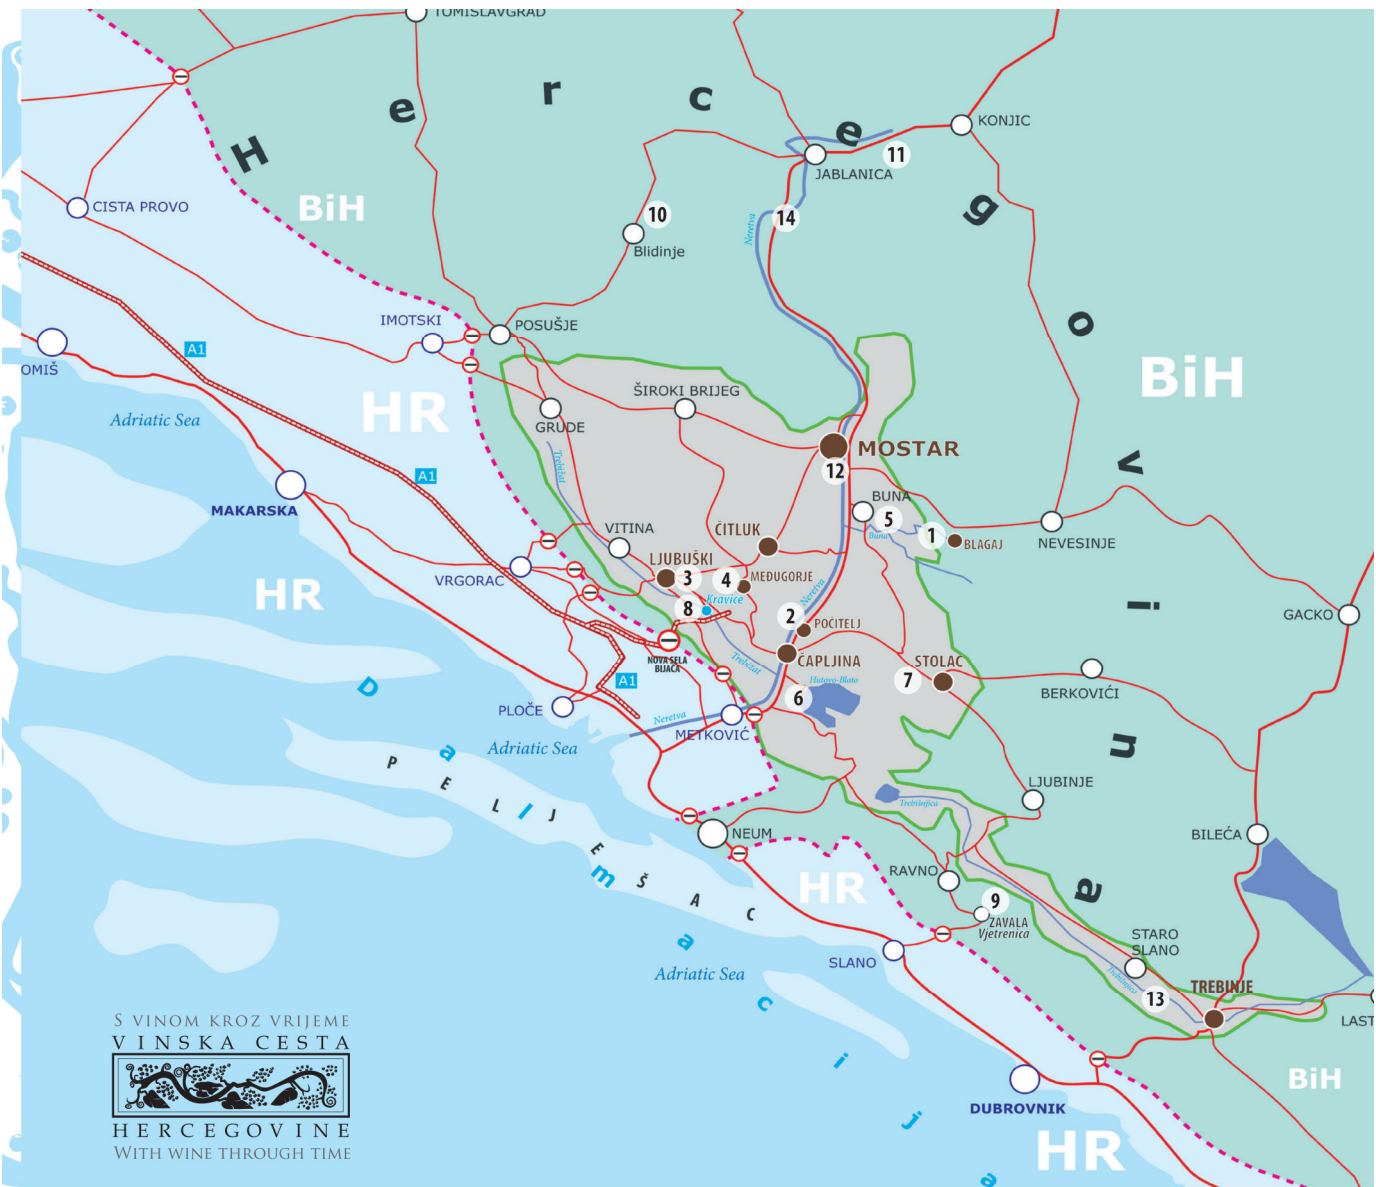 TOMISLAVGRAD
Hercegovina
KONJIC
11
JABLANICA
CISTA PROVO
BiH
10
14
Blidinje
Neretva
IMOTSKI
POSUŠJE
A1
OMIŠ
HR
BiH
ŠIROKI BRIJEG
Adriatic Sea
GRUDE
MOSTAR
Trebižat
12
A1
MAKARSKA
BUNA
5
1
Buna
BLAGAJ
NEVESINJE
VITINA
ČITLUK
LJUBUŠKI
3
4
MEĐUGORJE
VRGORAC
HR
Kravice
8
Neretva
2
POČITELJ
GACKO
NOVA SELA
BIJAČA
Trebižat
ČAPLJINA
STOLAC
7
Hutovo-Blato
6
BERKOVIĆI
A1
PLOČE
Neretva
METKOVIĆ
Adriatic Sea
Dalmacija
PELJEŠAC
LJUBINJE
Trebišnjica
NEUM
BILEĆA
RAVNO
HR
9
ZAVALA
Vjetrenica
STARO
SLANO
SLANO
Adriatic Sea
Trebišnjica
13
TREBINJE
LAST
S VINOM KROZ VRIJEME
VINSKA CESTA
HERCEGOVINE
WITH WINE THROUGH TIME
BiH
DUBROVNIK
HR